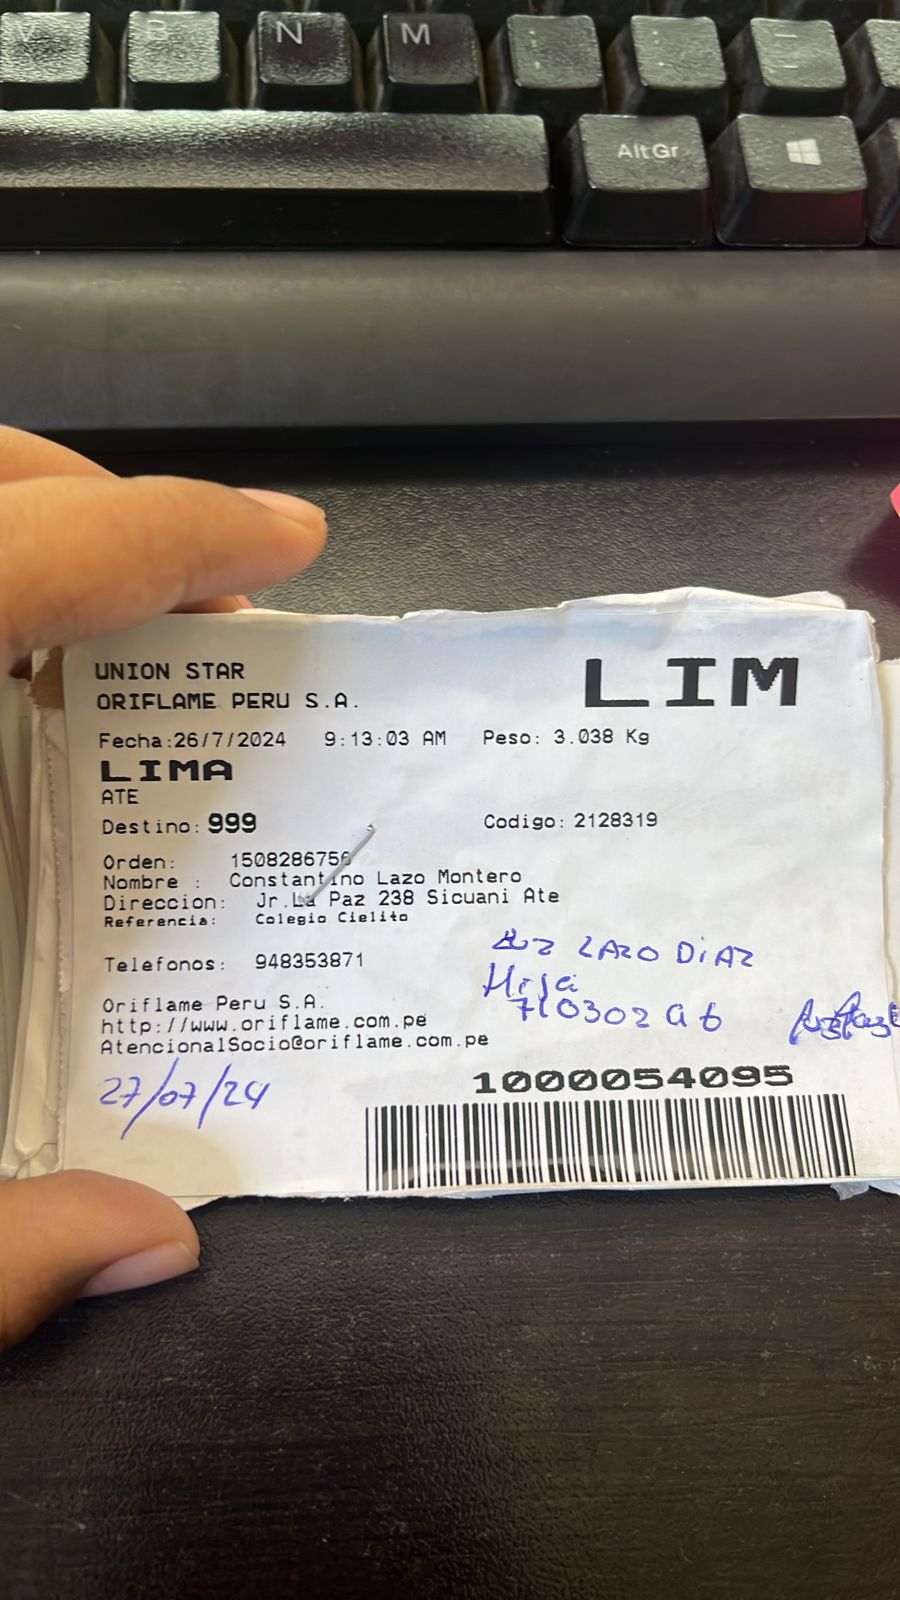 V B N M
Alt Gr
UNION STAR
LIM
ORIFLAME PERU S.A.
Fecha:26/7/2024 9:13:03 AM Peso: 3.038 Kg
LIMA
ATE
Destino: 999 Codigo: 2128319
Orden: 1508286756
Nombre : Constantino Lazo Montero
Direccion: Jr.La Paz 238 Sicuani Ate
Referencia: Colegio Cielito
Telefonos: 948353871
LAZO DIAZ
Hija
Oriflame Peru S.A.
http://www.oriflame.com.pe
AtencionalSocio@oriflame.com.pe
27/07/24
1000054095